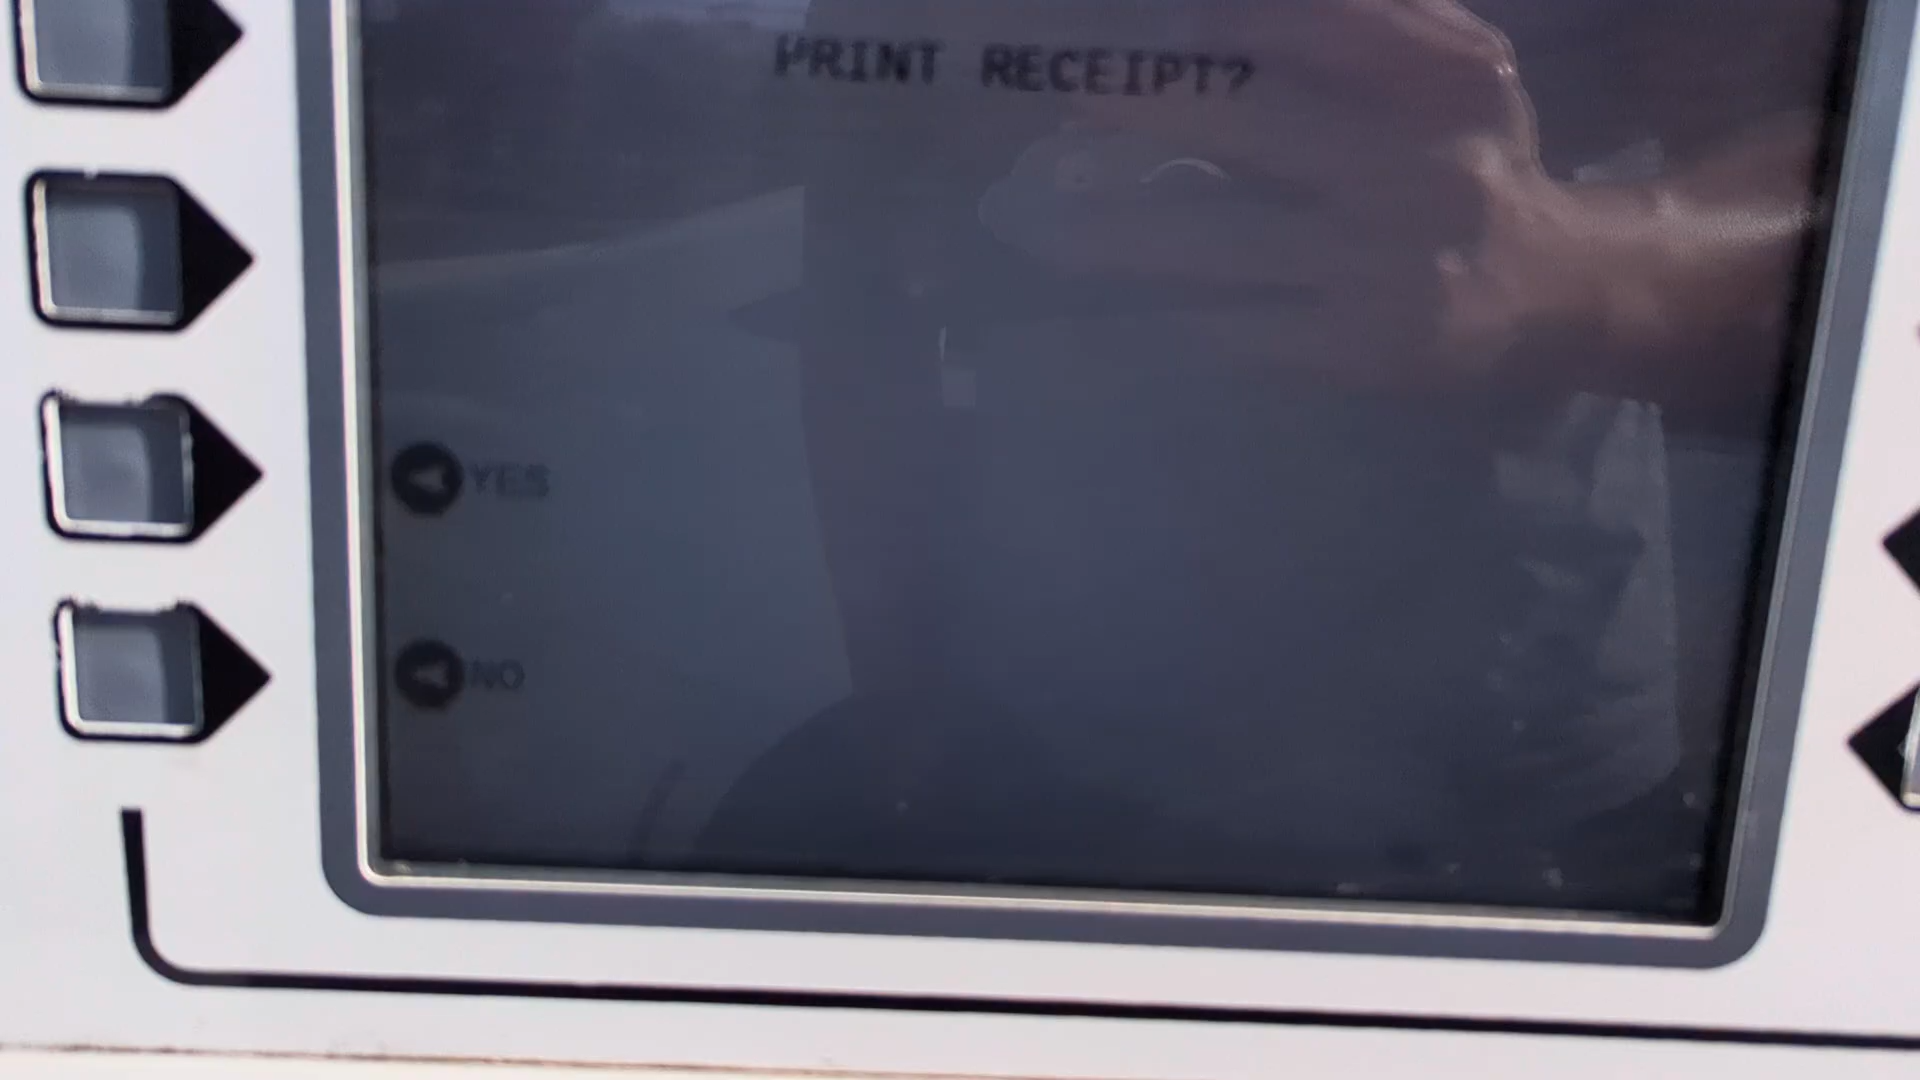 PRINT RECEIPT?
YES
NO